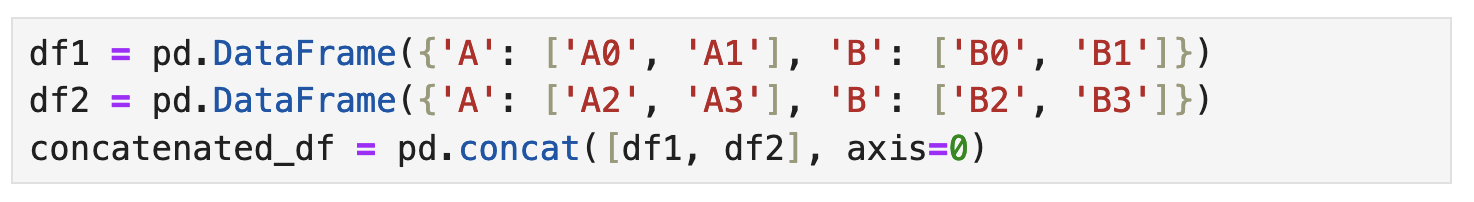 df1 = pd.DataFrame({'A': ['A0', 'A1'], 'B': ['B0', 'B1']})
df2 = pd.DataFrame({'A': ['A2', 'A3'], 'B': ['B2', 'B3']})
concatenated_df = pd.concat([df1, df2], axis=0)